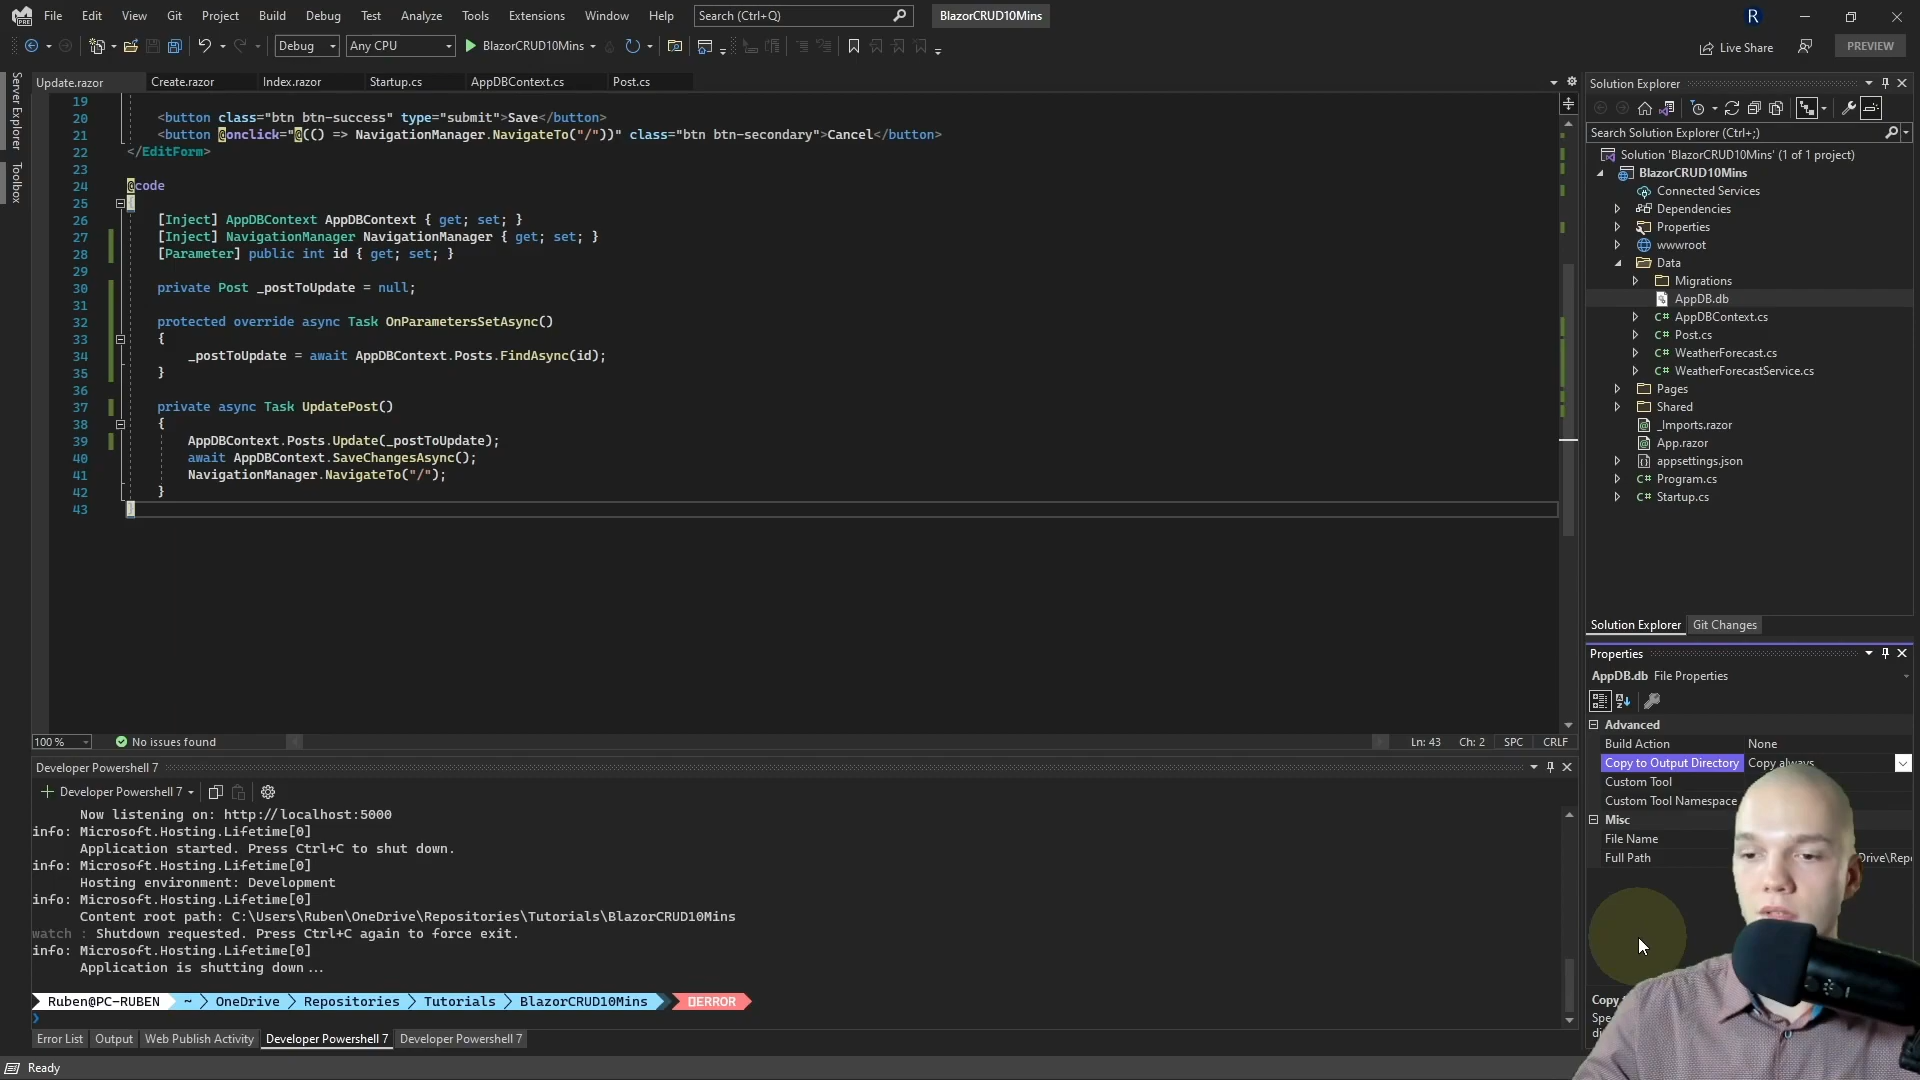 File Edit View Git Project Build Debug Test Analyze Tools Extensions Window Help Search (Ctrl+Q) BlazorCRUD10Mins R
Debug Any CPU BlazorCRUD10Mins Live Share PREVIEW
Server Explorer
Toolbox
Update.razor Create.razor Index.razor Startup.cs AppDBContext.cs Post.cs
19
20 <button class="btn btn-success" type="submit">Save</button>
21 <button @onclick="@(() => NavigationManager.NavigateTo("/"))" class="btn btn-secondary">Cancel</button>
22 </EditForm>
23
24 @code
25 {
26 [Inject] AppDBContext AppDBContext { get; set; }
27 [Inject] NavigationManager NavigationManager { get; set; }
28 [Parameter] public int id { get; set; }
29
30 private Post _postToUpdate = null;
31
32 protected override async Task OnParametersSetAsync()
33 {
34 _postToUpdate = await AppDBContext.Posts.FindAsync(id);
35 }
36
37 private async Task UpdatePost()
38 {
39 AppDBContext.Posts.Update(_postToUpdate);
40 await AppDBContext.SaveChangesAsync();
41 NavigationManager.NavigateTo("/");
42 }
43 }
100 % No issues found Ln: 43 Ch: 2 SPC CRLF
Developer Powershell 7
Developer Powershell 7
Now listening on: http://localhost:5000
info: Microsoft.Hosting.Lifetime[0]
Application started. Press Ctrl+C to shut down.
info: Microsoft.Hosting.Lifetime[0]
Hosting environment: Development
info: Microsoft.Hosting.Lifetime[0]
Content root path: C:\Users\Ruben\OneDrive\Repositories\Tutorials\BlazorCRUD10Mins
watch : Shutdown requested. Press Ctrl+C again to force exit.
info: Microsoft.Hosting.Lifetime[0]
Application is shutting down...
Ruben@PC-RUBEN ~ OneDrive Repositories Tutorials BlazorCRUD10Mins ERROR
Error List Output Web Publish Activity Developer Powershell 7 Developer Powershell 7
Ready
Solution Explorer
Search Solution Explorer (Ctrl+;)
Solution 'BlazorCRUD10Mins' (1 of 1 project)
BlazorCRUD10Mins
Connected Services
Dependencies
Properties
wwwroot
Data
Migrations
AppDB.db
C# AppDBContext.cs
C# Post.cs
C# WeatherForecast.cs
C# WeatherForecastService.cs
Pages
Shared
_Imports.razor
App.razor
appsettings.json
C# Program.cs
C# Startup.cs
Solution Explorer Git Changes
Properties
AppDB.db File Properties
Advanced
Build Action None
Copy to Output Directory Copy always
Custom Tool
Custom Tool Namespace
Misc
File Name
Full Path